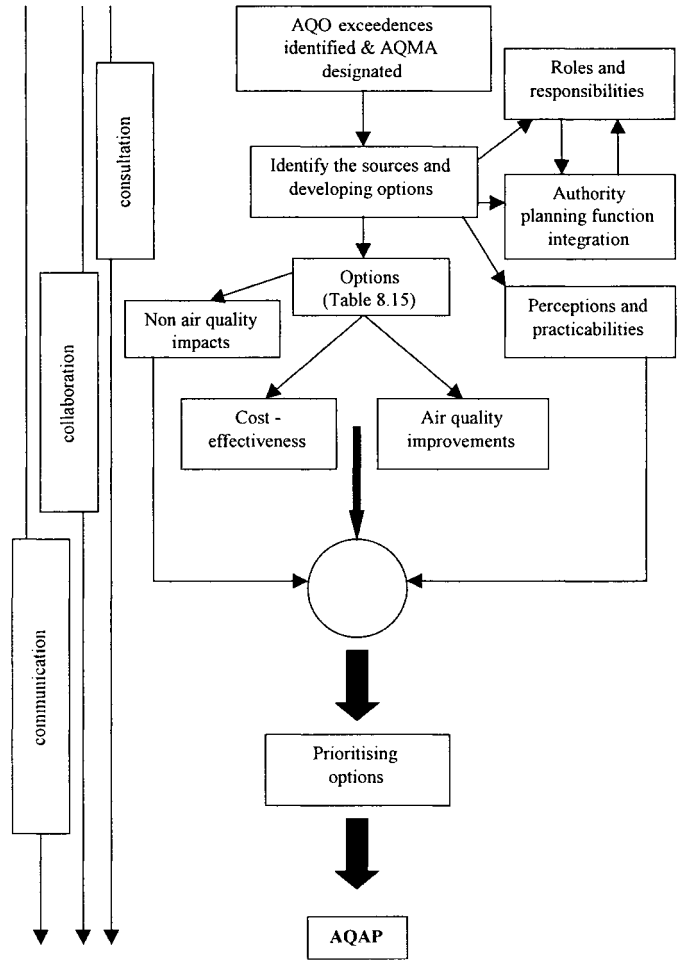 AQO exceedences
identified & AQMA
designated
Roles and
responsibilities
consultation
Identify the sources and
developing options
Authority
planning function
integration
Options
(Table 8.15)
Non air quality
impacts
Perceptions and
practicabilities
collaboration
Cost -
effectiveness
Air quality
improvements
communication
Prioritising
options
AQAP